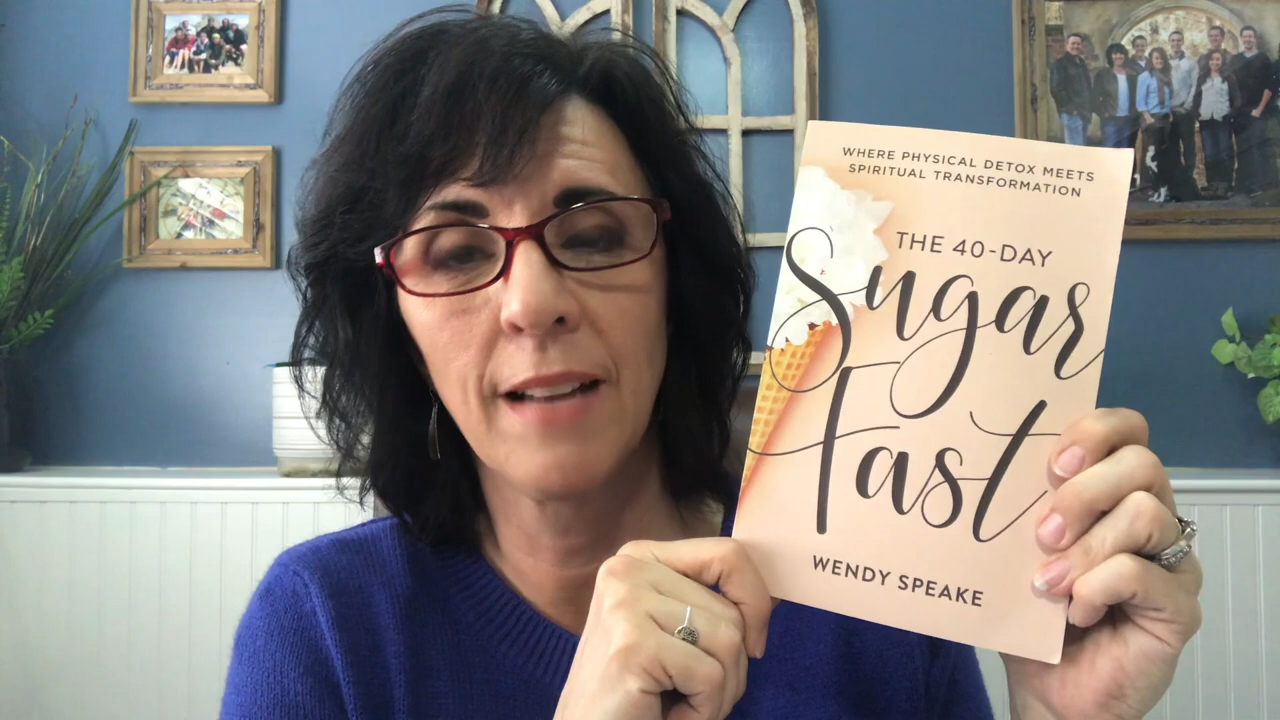 WHERE PHYSICAL DETOX MEETS
SPIRITUAL TRANSFORMATION
THE 40-DAY
Sugar
Fast
WENDY SPEAKE